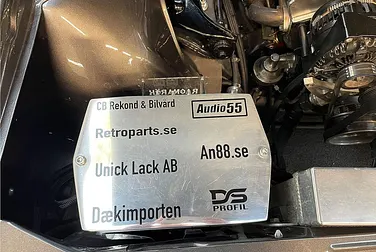 CB Rekond & Bilvård
Audio55
Retroparts.se
An88.se
Unick Lack AB
DS
PROFIL
Dækimporten